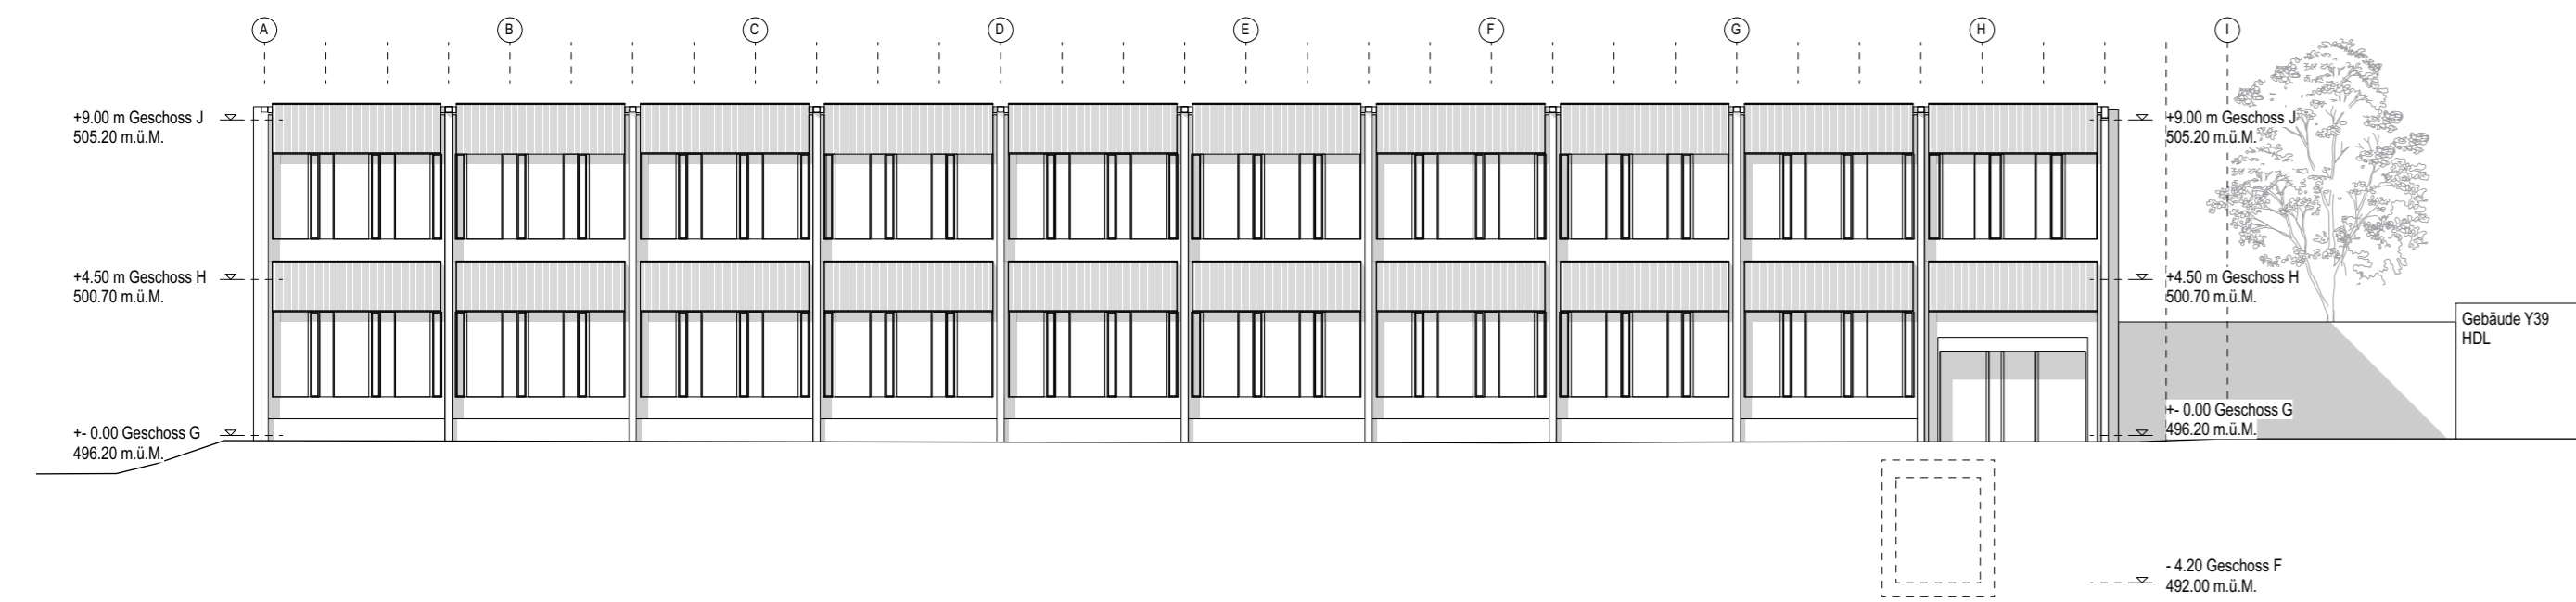 A
B
C
D
E
F
G
H
I
+9.00 m Geschoss J
505.20 m.ü.M.
+9.00 m Geschoss J
505.20 m.ü.M.
+4.50 m Geschoss H
500.70 m.ü.M.
+4.50 m Geschoss H
500.70 m.ü.M.
Gebäude Y39
HDL
+- 0.00 Geschoss G
496.20 m.ü.M.
+- 0.00 Geschoss G
496.20 m.ü.M.
- 4.20 Geschoss F
492.00 m.ü.M.